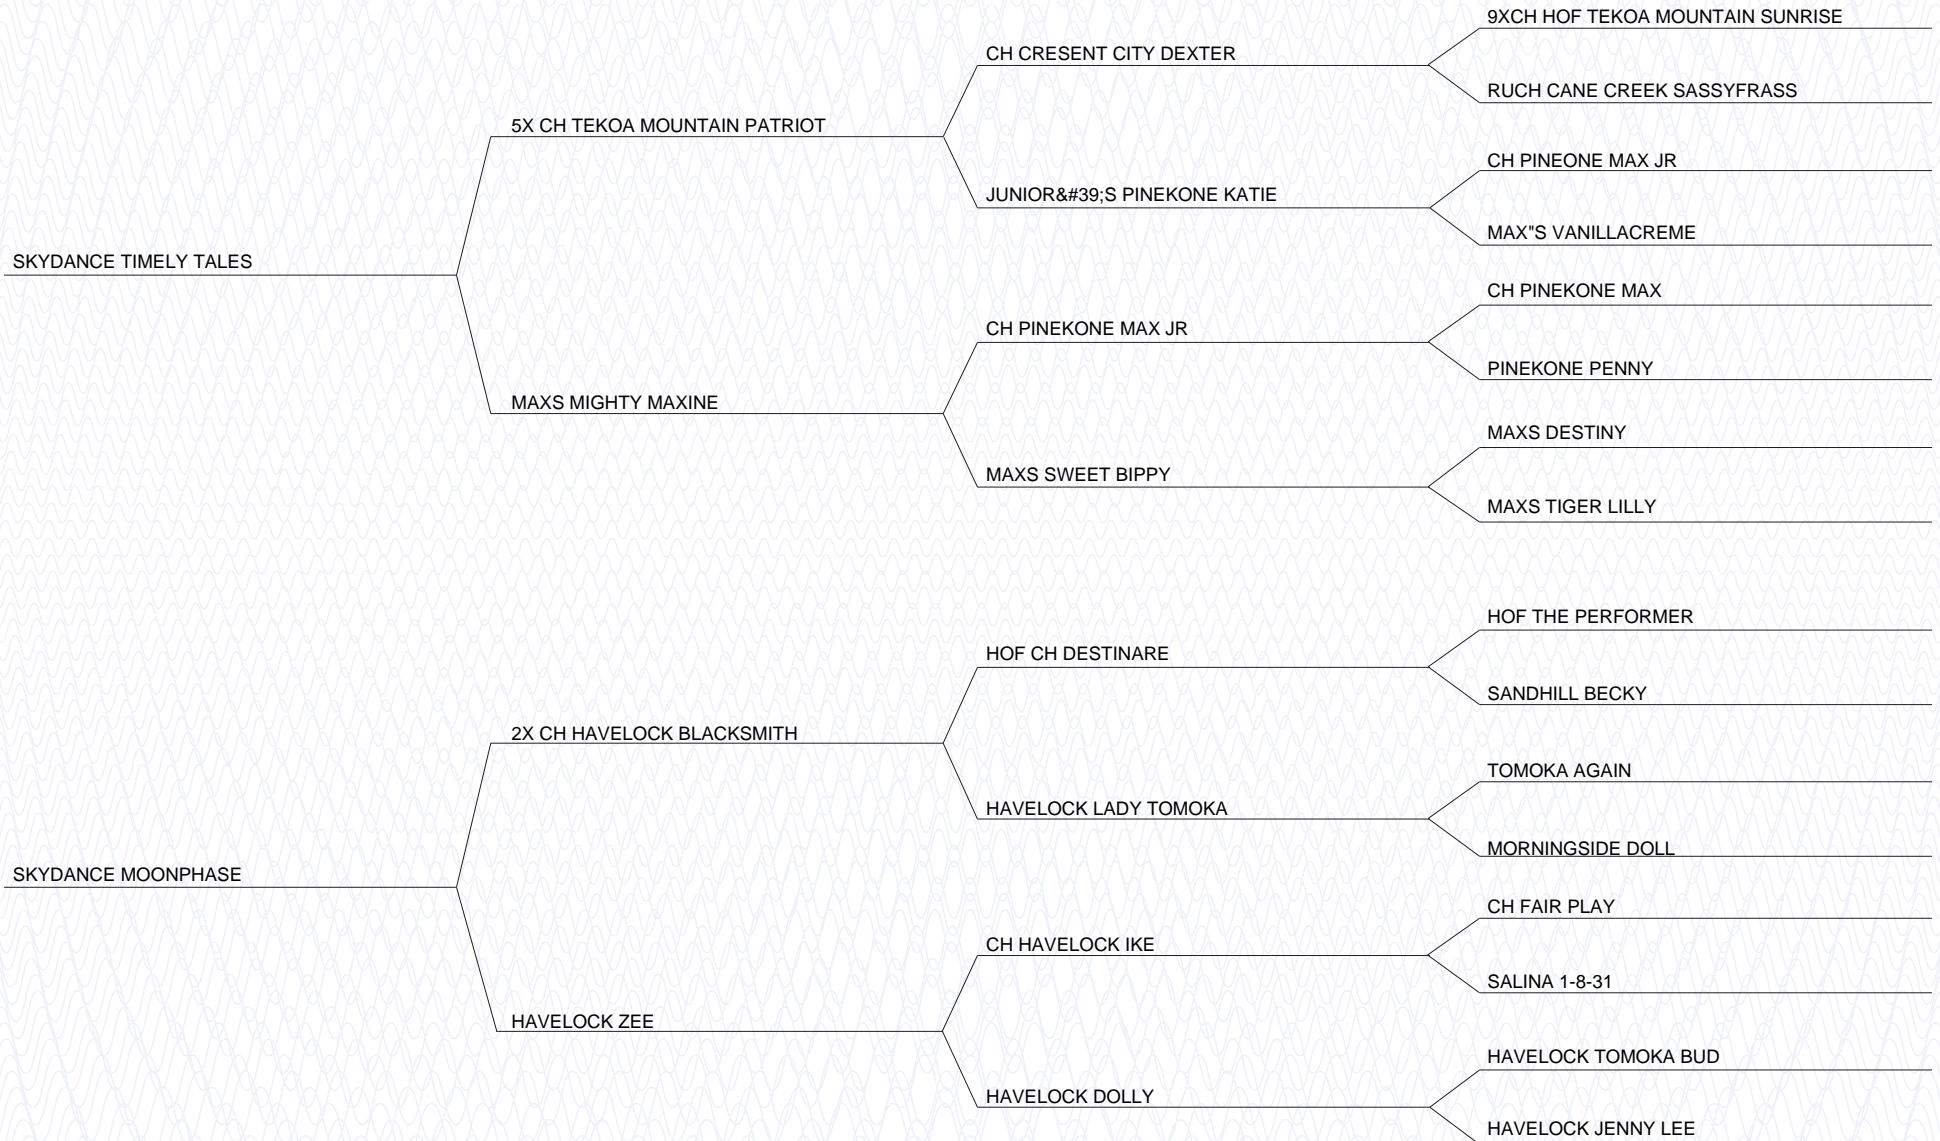 9XCH HOF TEKOA MOUNTAIN SUNRISE
CH CRESENT CITY DEXTER
RUCH CANE CREEK SASSYFRASS
5X CH TEKOA MOUNTAIN PATRIOT
CH PINEONE MAX JR
JUNIOR&#39;S PINEKONE KATIE
MAX"S VANILLACREME
SKYDANCE TIMELY TALES
CH PINEKONE MAX
CH PINEKONE MAX JR
PINEKONE PENNY
MAXS MIGHTY MAXINE
MAXS DESTINY
MAXS SWEET BIPPY
MAXS TIGER LILLY
HOF THE PERFORMER
HOF CH DESTINARE
SANDHILL BECKY
2X CH HAVELOCK BLACKSMITH
TOMOKA AGAIN
HAVELOCK LADY TOMOKA
MORNINGSIDE DOLL
SKYDANCE MOONPHASE
CH FAIR PLAY
CH HAVELOCK IKE
SALINA 1-8-31
HAVELOCK ZEE
HAVELOCK TOMOKA BUD
HAVELOCK DOLLY
HAVELOCK JENNY LEE